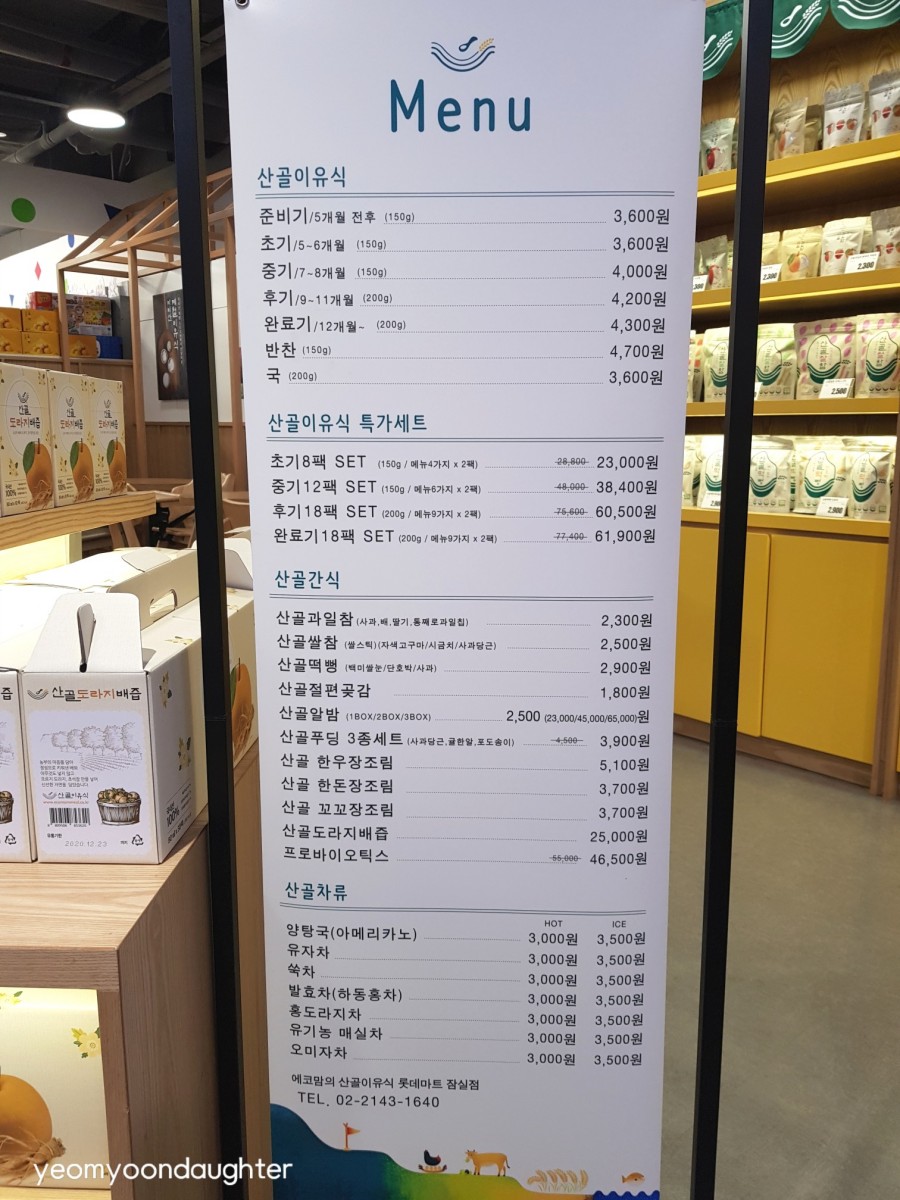 Menu
산골이유식
준비기/5개월 전후 (150g) 3,600원
초기/5~6개월 (150g) 3,600원
중기/7~8개월 (150g) 4,000원
후기/9~11개월 (200g) 4,200원
완료기/12개월~ (200g) 4,300원
반찬 (150g) 4,700원
국 (200g) 3,600원
산골이유식 특가세트
초기8팩 SET (150g / 메뉴4가지 x 2팩) 28,800 23,000원
중기12팩 SET (150g / 메뉴6가지 x 2팩) 48,000 38,400원
후기18팩 SET (200g / 메뉴9가지 x 2팩) 75,600 60,500원
완료기18팩 SET (200g / 메뉴9가지 x 2팩) 77,400 61,900원
산골간식
산골과일참 (사과,배,딸기,통째로과일칩) 2,300원
산골쌀참 (쌀스틱)(자색고구마/시금치/사과당근) 2,500원
산골떡뻥 (백미쌀눈/단호박/사과) 2,900원
산골절편곶감 1,800원
산골알밤 (1BOX/2BOX/3BOX) 2,500 (23,000/45,000/65,000)원
산골푸딩 3종세트 (사과당근,귤한알,포도송이) 4,500 3,900원
산골 한우장조림 5,100원
산골 한돈장조림 3,700원
산골 꼬꼬장조림 3,700원
산골도라지배즙 25,000원
프로바이오틱스 55,000 46,500원
산골차류
HOT ICE
양탕국(아메리카노) 3,000원 3,500원
유자차 3,000원 3,500원
쑥차 3,000원 3,500원
발효차(하동홍차) 3,000원 3,500원
홍도라지차 3,000원 3,500원
유기농 매실차 3,000원 3,500원
오미자차 3,000원 3,500원
에코맘의 산골이유식 롯데마트 잠실점
TEL. 02-2143-1640
산골
도라지배즙
산골도라지배즙
산골이유식
100%
2020.12.23
2,300
2,300
2,500
2,900
yeomyoondaughter